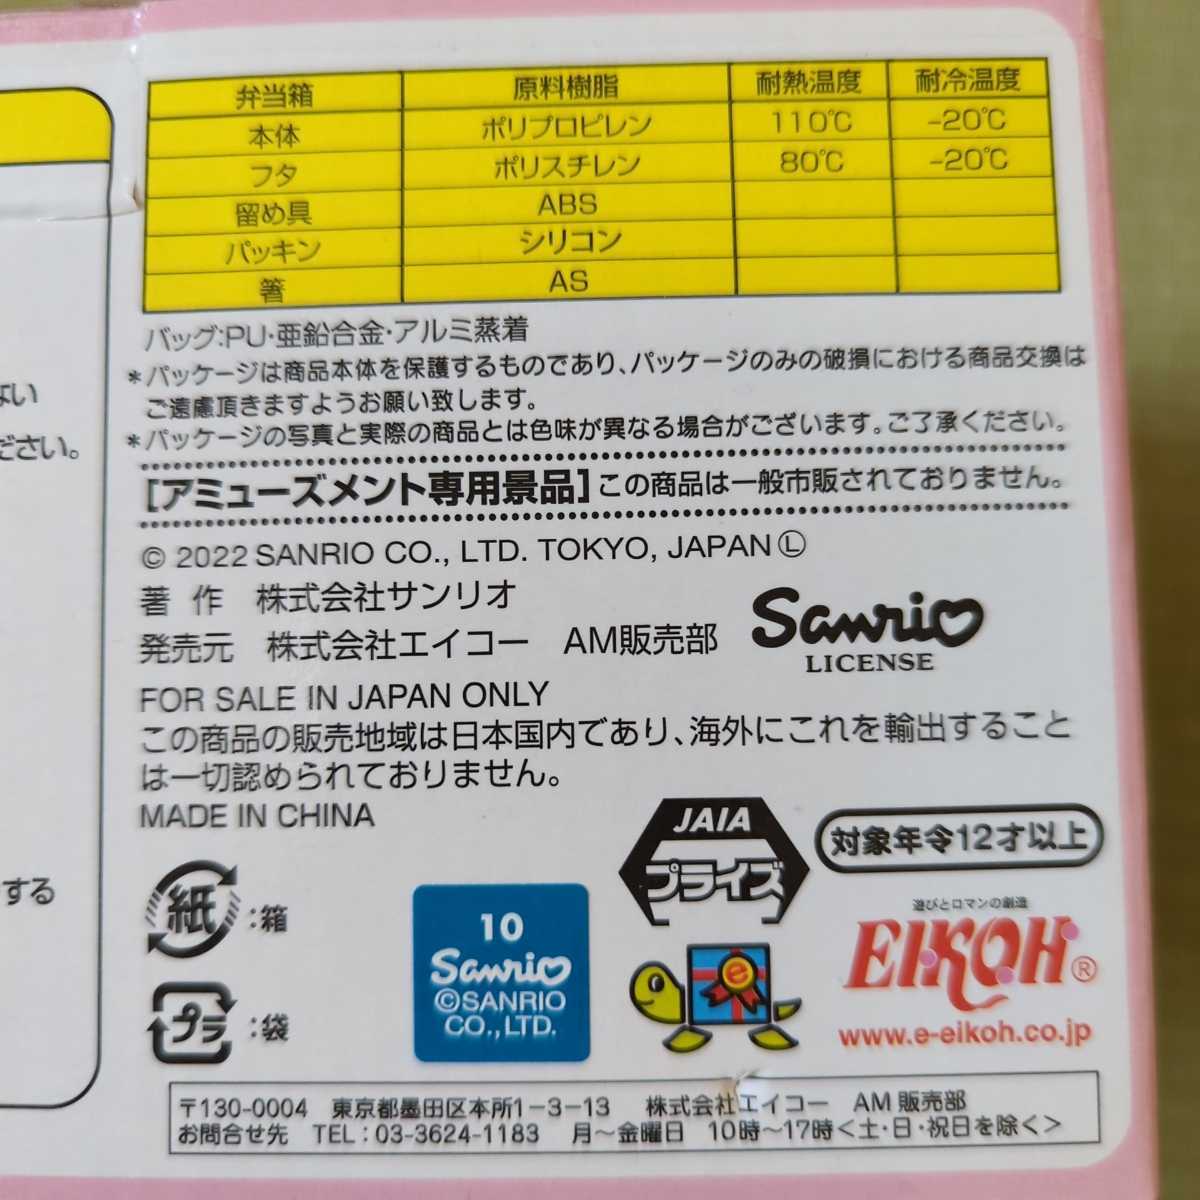 弁当箱 原料樹脂 耐熱温度 耐冷温度
本体 ポリプロピレン 110℃ -20℃
フタ ポリスチレン 80℃ -20℃
留め具 ABS
パッキン シリコン
箸 AS
バッグ:PU・亜鉛合金・アルミ蒸着
*パッケージは商品本体を保護するものであり、パッケージのみの破損における商品交換は
ご遠慮頂きますようお願い致します。
*パッケージの写真と実際の商品とは色味が異なる場合がございます。ご了承ください。
[アミューズメント専用景品]この商品は一般市販されておりません。
© 2022 SANRIO CO., LTD. TOKYO, JAPAN Ⓛ
著 作 株式会社サンリオ
発売元 株式会社エイコー AM販売部
Sanrio
LICENSE
FOR SALE IN JAPAN ONLY
この商品の販売地域は日本国内であり、海外にこれを輸出すること
は一切認められておりません。
MADE IN CHINA
紙:箱
プラ:袋
10
Sanrio
©SANRIO
CO.,LTD.
JAIA
プライズ
e
対象年令12才以上
遊びとロマンの創造
EIKOH®
www.e-eikoh.co.jp
〒130-0004 東京都墨田区本所1-3-13 株式会社エイコー AM販売部
お問合せ先 TEL:03-3624-1183 月〜金曜日 10時〜17時<土・日・祝日を除く>
ない
ださい。
する